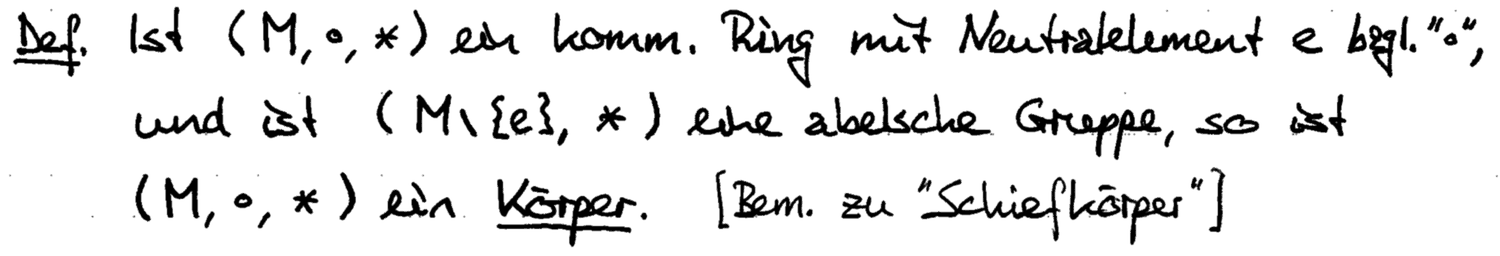 Def. Ist (M, ∘, *) ein komm. Ring mit Neutralelement e bzgl. "∘",
und ist (M\{e}, *) eine abelsche Gruppe, so ist
(M, ∘, *) ein Körper. [Bem. zu "Schiefkörper"]